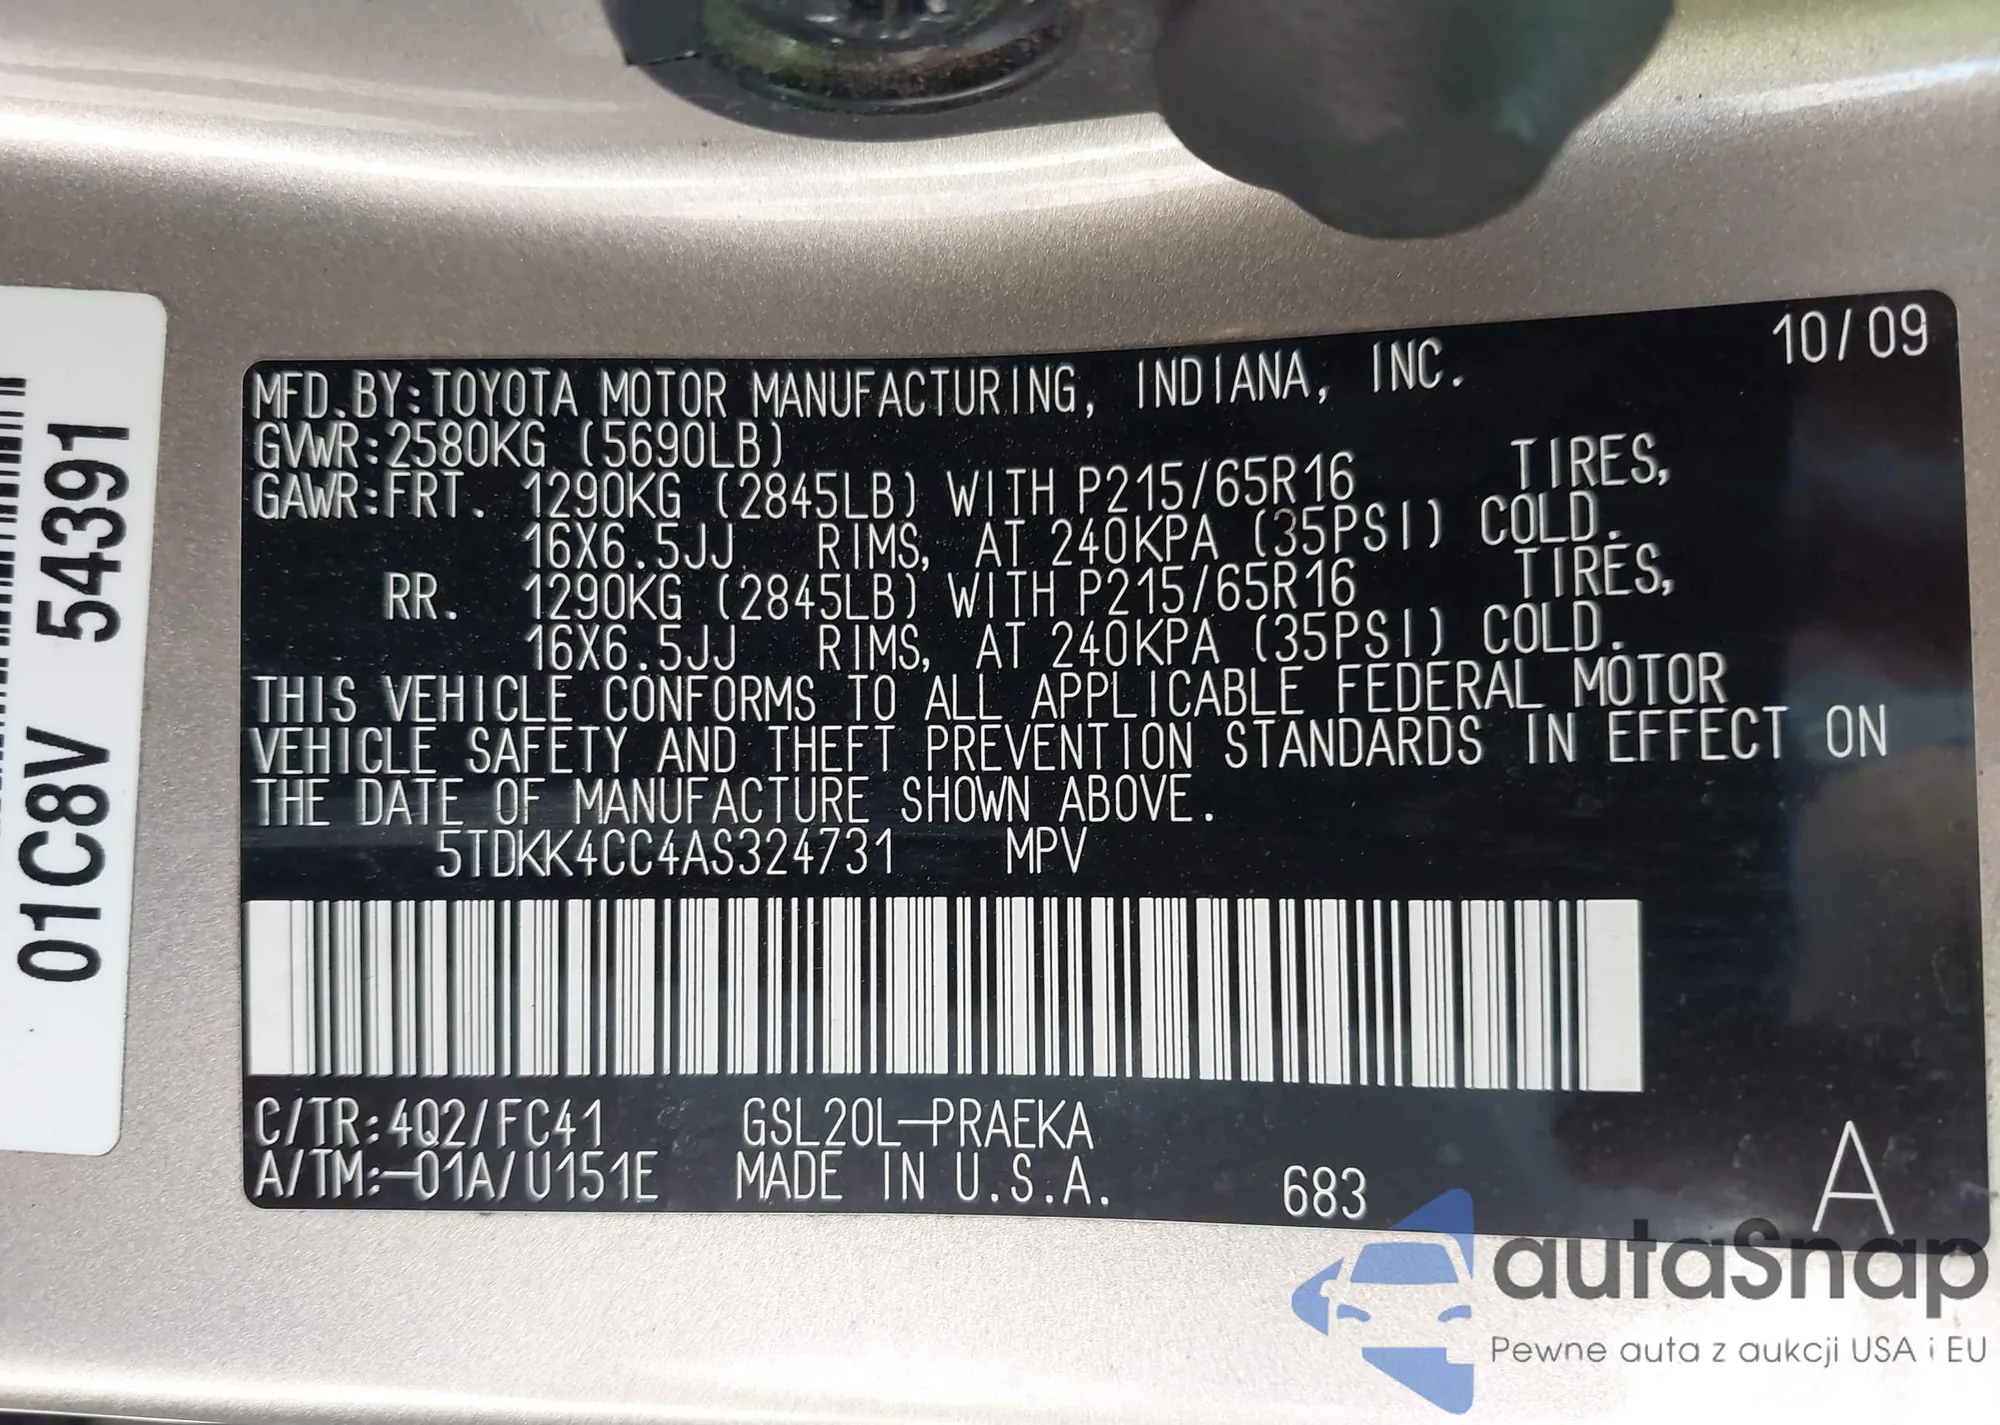 10/09
MFD.BY:TOYOTA MOTOR MANUFACTURING, INDIANA, INC.
GVWR:2580KG (5690LB)
GAWR:FRT. 1290KG (2845LB) WITH P215/65R16 TIRES,
16X6.5JJ RIMS, AT 240KPA (35PSI) COLD.
RR. 1290KG (2845LB) WITH P215/65R16 TIRES,
16X6.5JJ RIMS, AT 240KPA (35PSI) COLD.
THIS VEHICLE CONFORMS TO ALL APPLICABLE FEDERAL MOTOR
VEHICLE SAFETY AND THEFT PREVENTION STANDARDS IN EFFECT ON
THE DATE OF MANUFACTURE SHOWN ABOVE.
5TDKK4CC4AS324731 MPV
C/TR:4Q2/FC41 GSL20L-PRAEKA
A/TM:-01A/U151E MADE IN U.S.A. 683 A
01C8V 54391
autoSnap
Pewne auta z aukcji USA i EU